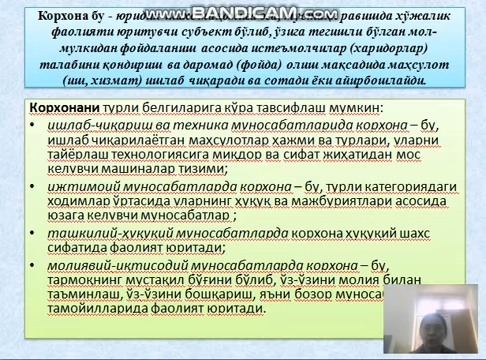 WWW.BANDICAM.COM
Корхона бу - юриди равишда хўжалик
фаолияти юритувчи субъект бўлиб, ўзига тегишли бўлган мол-
мулкидан фойдаланиш асосида истеъмолчилар (харидорлар)
талабини қондириш ва даромад (фойда) олиш мақсадида маҳсулот
(иш, хизмат) ишлаб чиқаради ва сотади ёки айирбошлайди.
Корхонани турли белгиларига кўра тавсифлаш мумкин:
• ишлаб-чиқариш ва техника муносабатларида корхона – бу,
ишлаб чиқарилаётган маҳсулотлар ҳажми ва турлари, уларни
тайёрлаш технологиясига миқдор ва сифат жиҳатидан мос
келувчи машиналар тизими;
• ижтимоий муносабатларда корхона – бу, турли категориядаги
ходимлар ўртасида уларнинг ҳуқуқ ва мажбуриятлари асосида
юзага келувчи муносабатлар ;
• ташкилий-ҳуқуқий муносабатларда корхона ҳуқуқий шахс
сифатида фаолият юритади;
• молиявий-иқтисодий муносабатларда корхона – бу,
тармоқнинг мустақил бўғини бўлиб, ўз-ўзини молия билан
таъминлаш, ўз-ўзини бошқариш, яъни бозор муносаб
тамойилларида фаолият юритади.